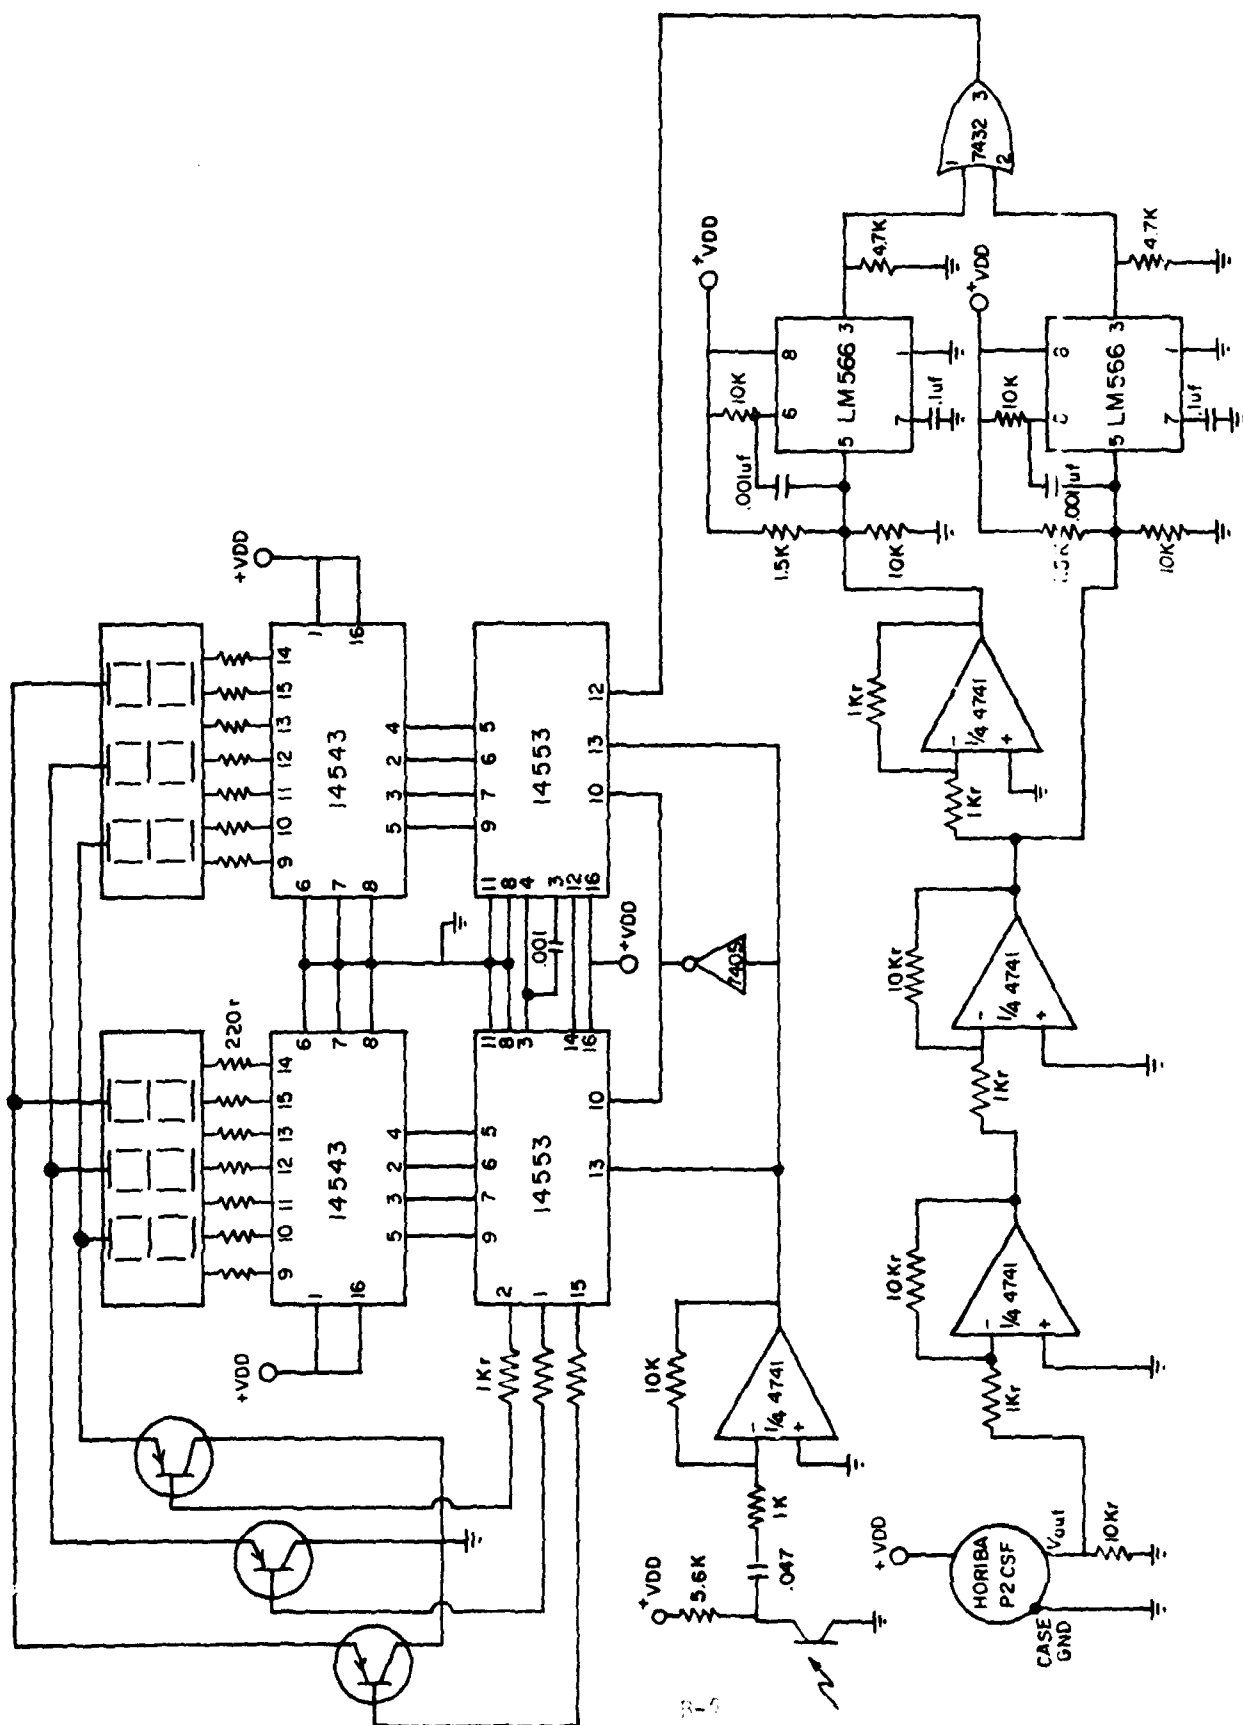 +VDD
+VDD
220r
14 15 13 12 11 10 9
14 15 13 12 11 10 9
1 16 14543 6 7 8
6 7 8 14543 1 16
5 3 2 4
5 3 2 4
9 7 6 5
9 7 6 5
2 1 15 14553 11 8 3 14 16
11 8 4 3 12 16 14553
13 10
10 13 12
1Kr
.001
+VDD
7405
+VDD
5.6K
.047
1K
10K
- +
1/4 4741
+VDD
HORIBA
P2CSF
Vout
CASE
GND
10Kr
1Kr
10Kr
- +
1/4 4741
1Kr
10Kr
- +
1/4 4741
1Kr
1Kr
- +
1/4 4741
+VDD
1.5K
10K
.001uf
10K
5 6 8 LM566 7 1 3
.1uf
4.7K
+VDD
10K
.001uf
10K
5 LM566 7 1 3
.1uf
4.7K
1 2 7432 3